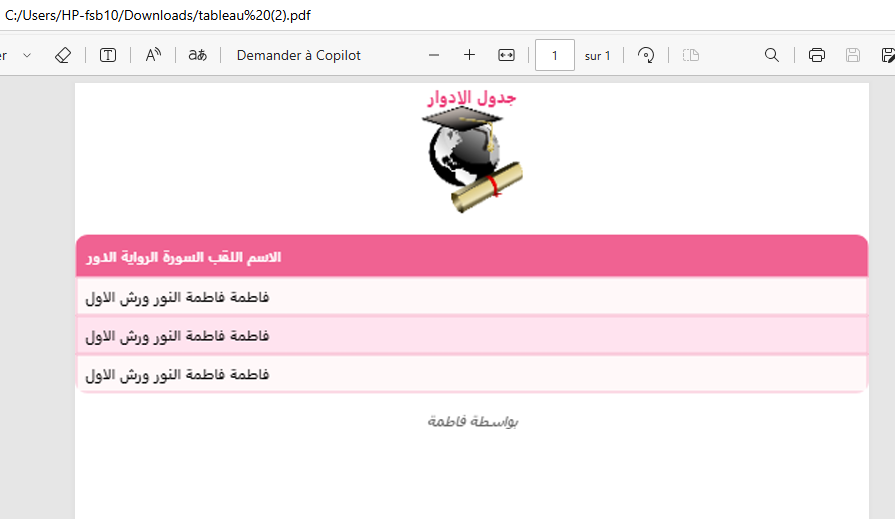 C:/Users/HP-fsb10/Downloads/tableau%20(2).pdf
er Demander à Copilot 1 sur 1
جدول الادوار
الاسم اللقب السورة الرواية الدور
فاطمة فاطمة النور ورش الاول
فاطمة فاطمة النور ورش الاول
فاطمة فاطمة النور ورش الاول
بواسطة فاطمة